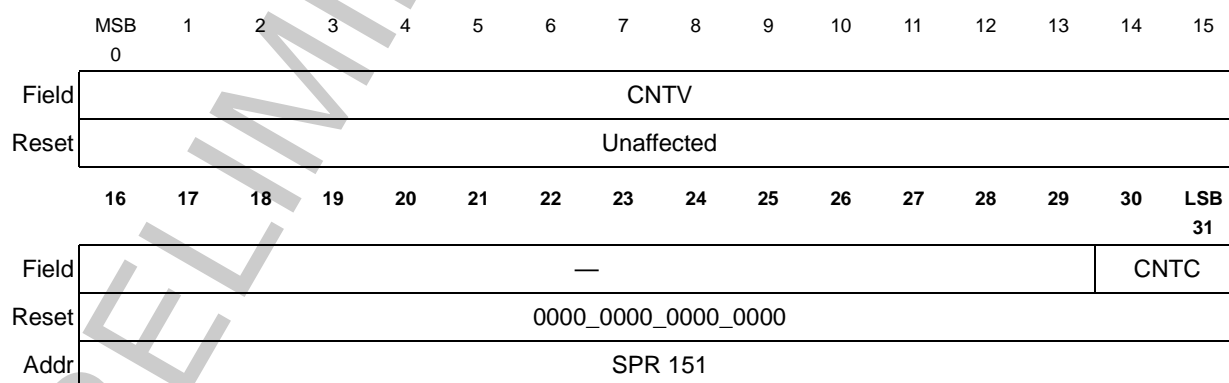 MSB 1 2 3 4 5 6 7 8 9 10 11 12 13 14 15
0
Field CNTV
Reset Unaffected
16 17 18 19 20 21 22 23 24 25 26 27 28 29 30 LSB
31
Field — CNTC
Reset 0000_0000_0000_0000
Addr SPR 151